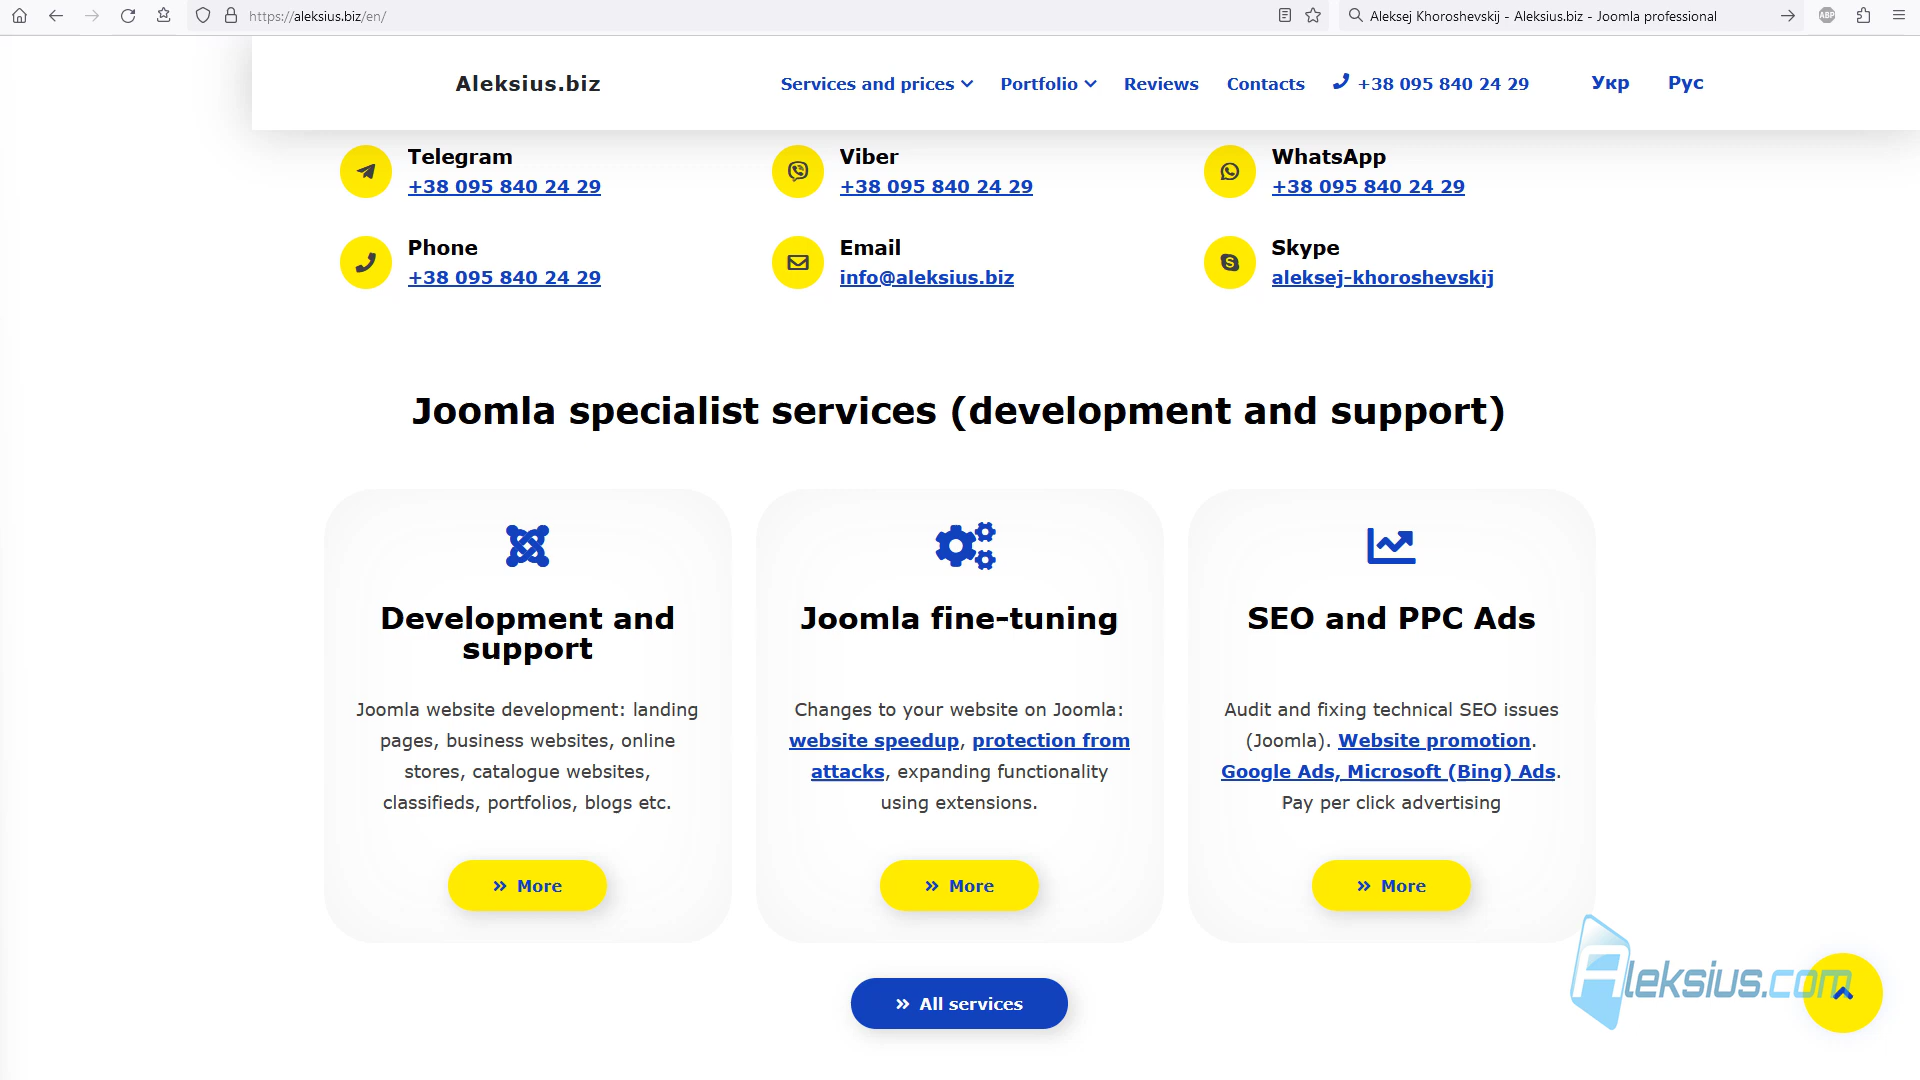 https://aleksius.biz/en/
Aleksej Khoroshevskij - Aleksius.biz - Joomla professional
ABP
Aleksius.biz
Services and prices
Portfolio
Reviews
Contacts
+38 095 840 24 29
Укр
Рус
Telegram
+38 095 840 24 29
Viber
+38 095 840 24 29
WhatsApp
+38 095 840 24 29
Phone
+38 095 840 24 29
Email
info@aleksius.biz
Skype
aleksej-khoroshevskij
Joomla specialist services (development and support)
Development and
support
Joomla website development: landing
pages, business websites, online
stores, catalogue websites,
classifieds, portfolios, blogs etc.
» More
Joomla fine-tuning
Changes to your website on Joomla:
website speedup, protection from
attacks, expanding functionality
using extensions.
» More
SEO and PPC Ads
Audit and fixing technical SEO issues
(Joomla). Website promotion.
Google Ads, Microsoft (Bing) Ads.
Pay per click advertising
» More
» All services
Aleksius.com